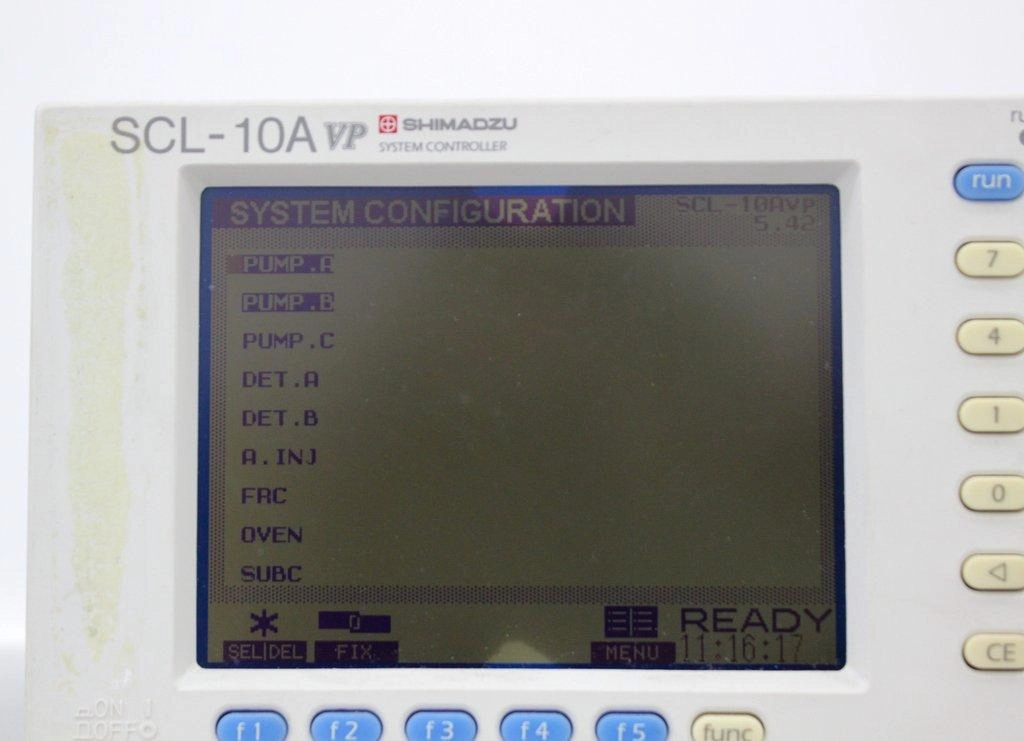 SCL-10A VP SHIMADZU
SYSTEM CONTROLLER
run
SYSTEM CONFIGURATION
SCL-10AVP
5.42
PUMP.A
PUMP.B
PUMP.C
DET.A
DET.B
A.INJ
FRC
OVEN
SUBC
READY
SEL|DEL FIX MENU 11:16:17
7
4
1
0
CE
ON
OFF
f1 f2 f3 f4 f5 func